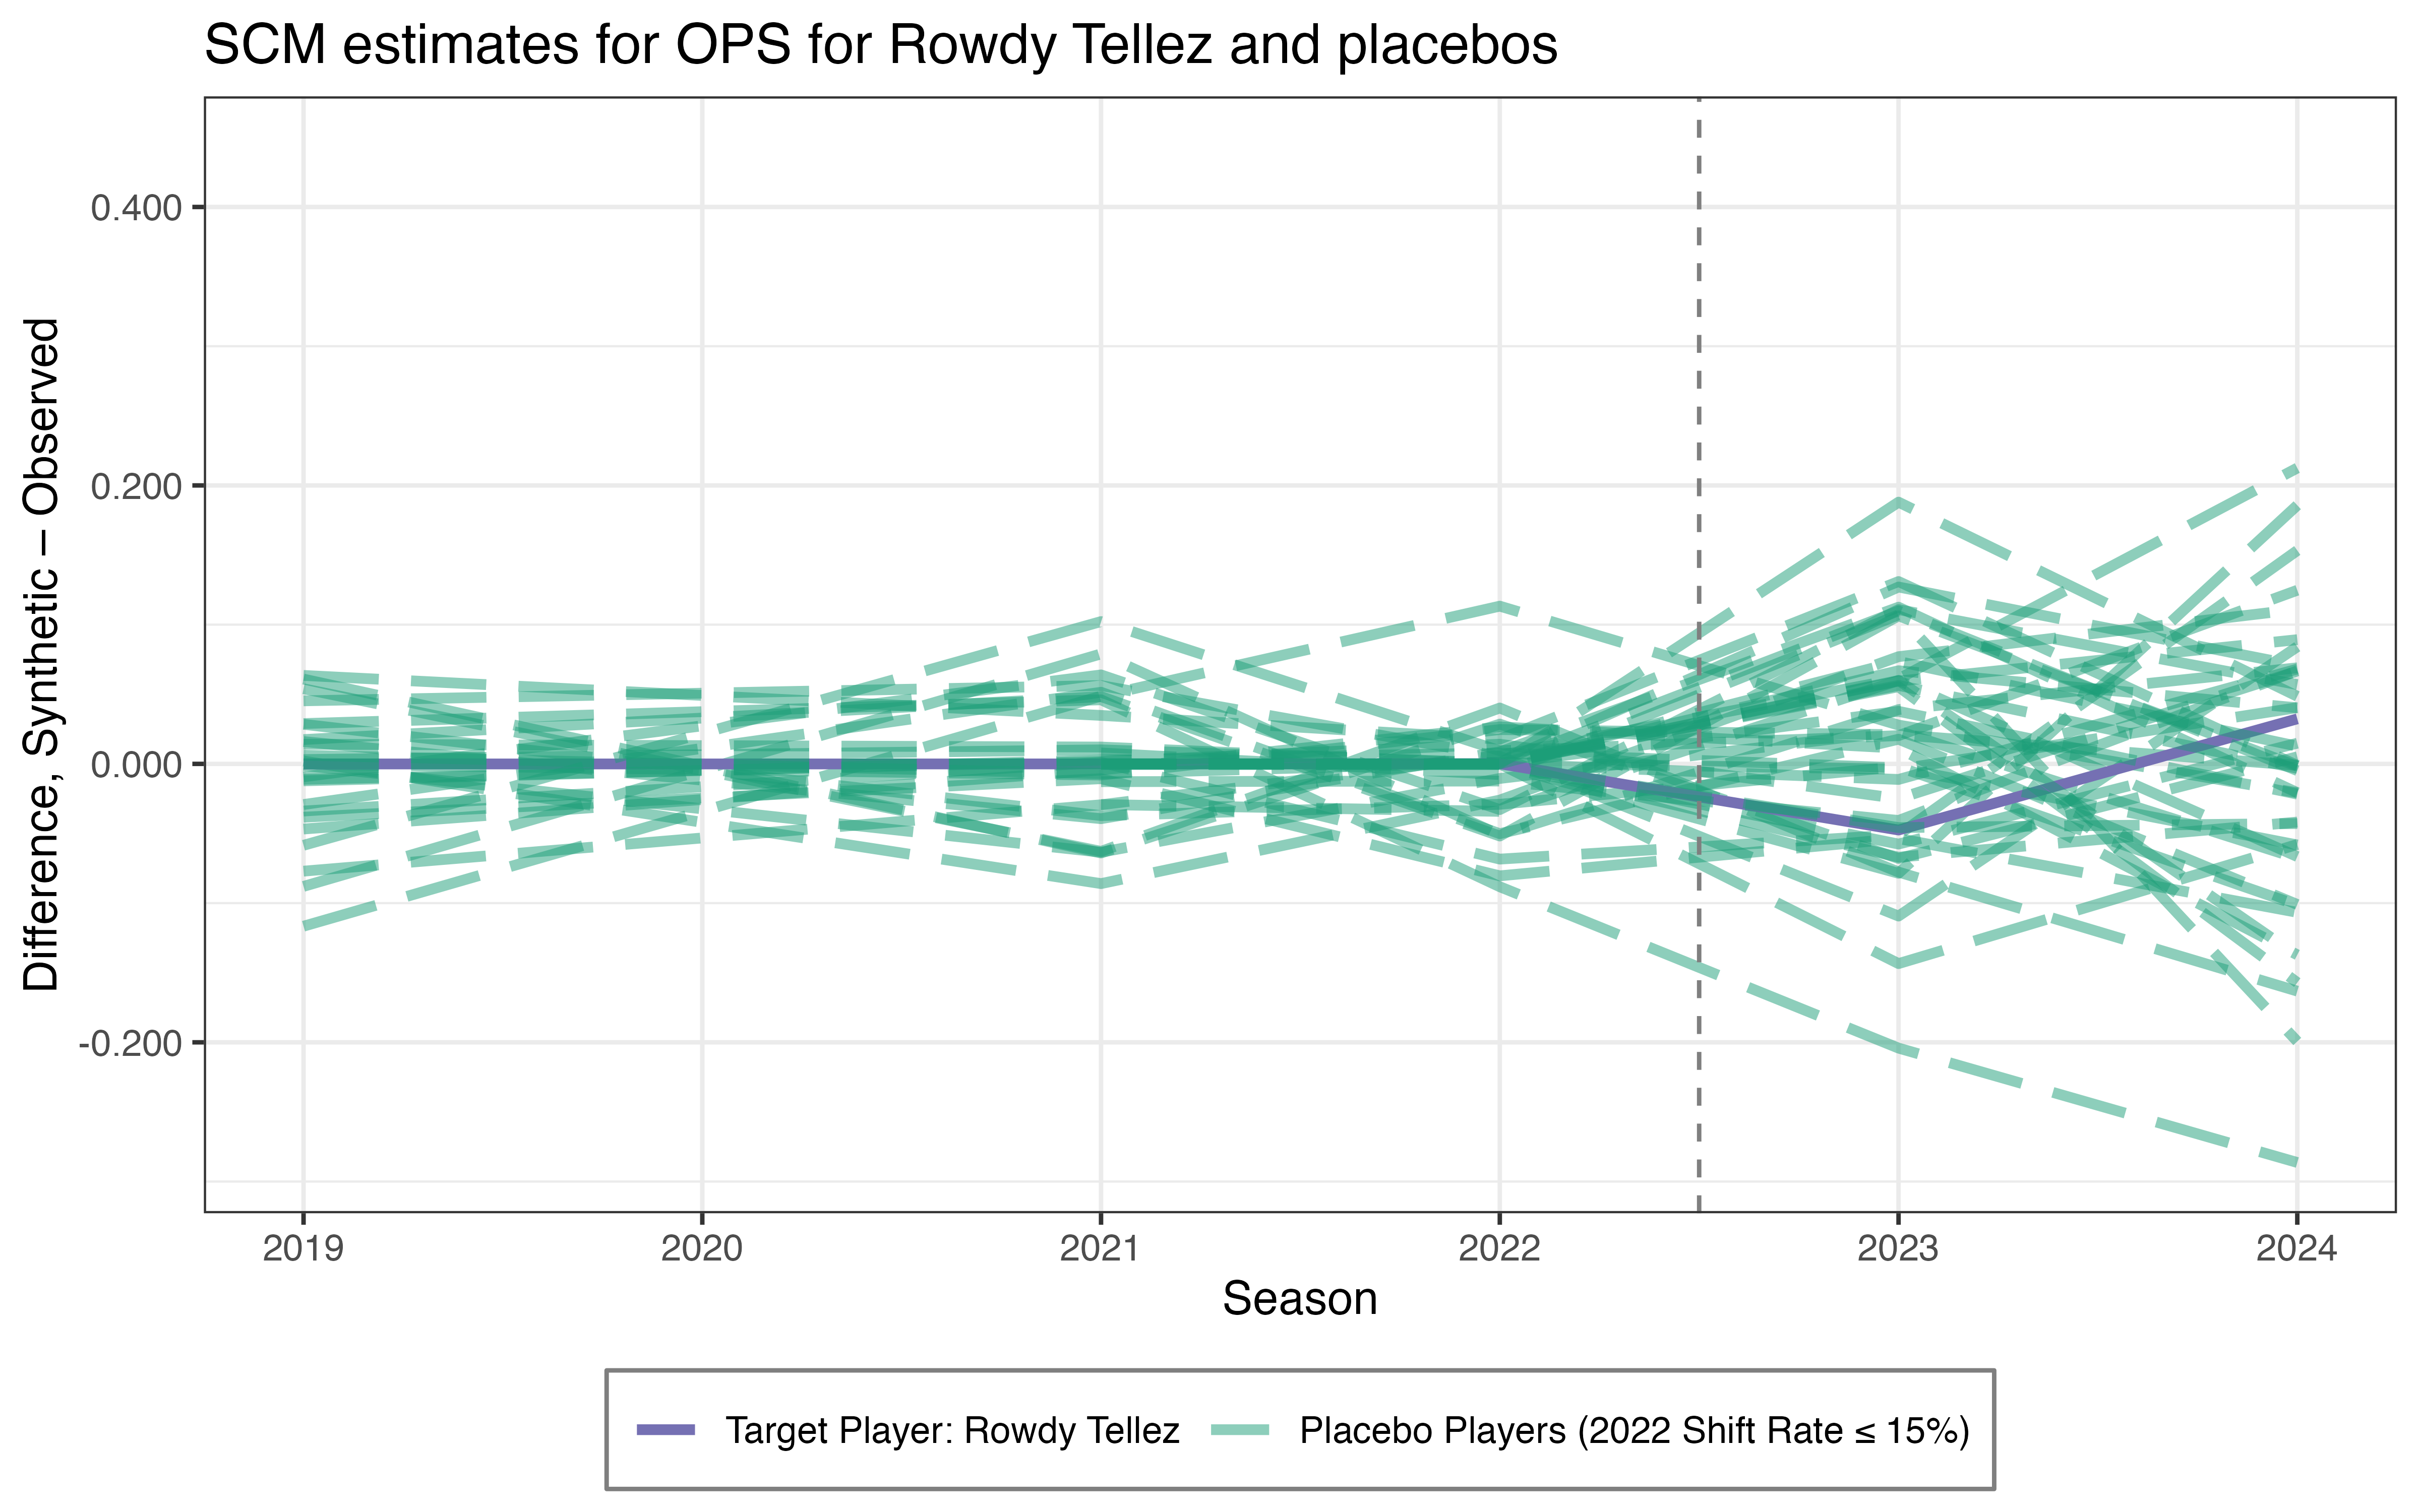 SCM estimates for OPS for Rowdy Tellez and placebos
Difference, Synthetic − Observed
0.400
0.200
0.000
-0.200
2019 2020 2021 2022 2023 2024
Season
Target Player: Rowdy Tellez Placebo Players (2022 Shift Rate ≤ 15%)